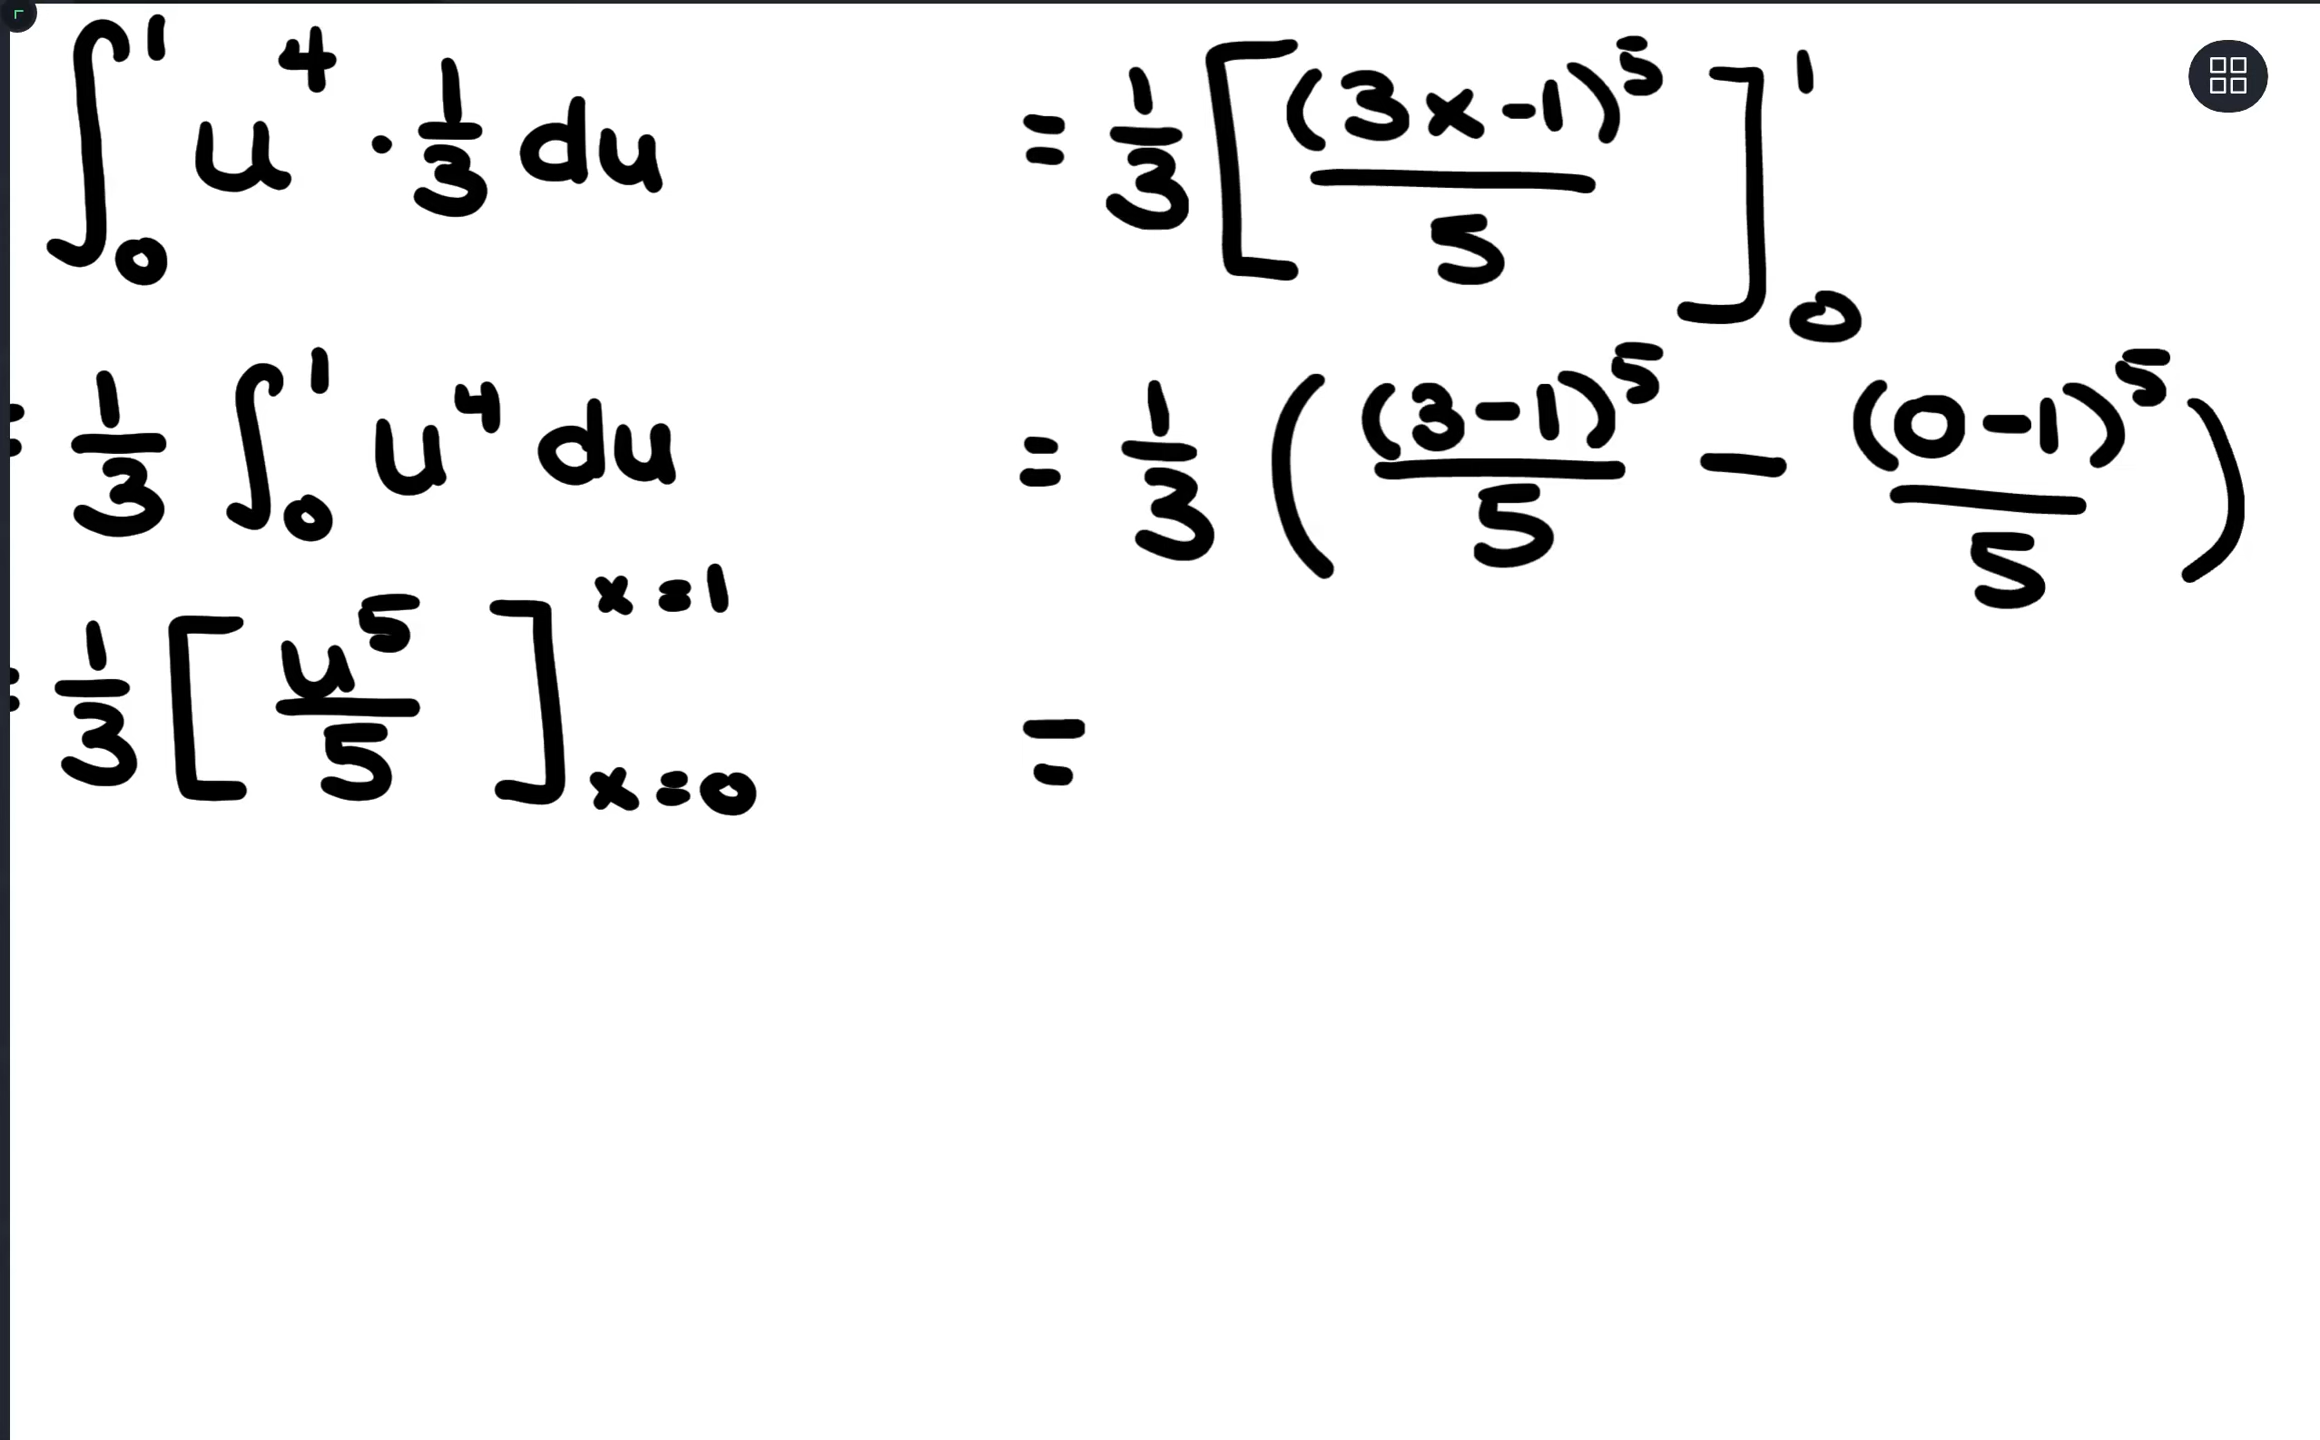 ∫₀¹ u⁴ · 1/3 du
= 1/3 ∫₀¹ u⁴ du
= 1/3 [u⁵/5]ₓ₌₀ˣ⁼¹
= 1/3 [(3x-1)⁵/5]₀¹
= 1/3 ((3-1)⁵/5 - (0-1)⁵/5)
=